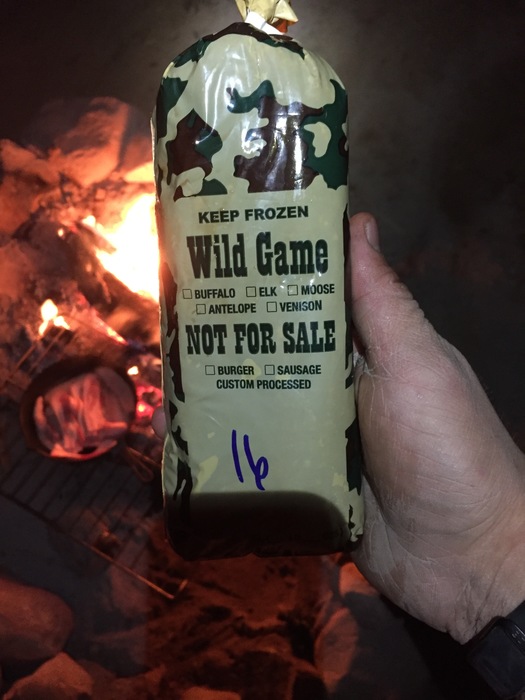 KEEP FROZEN
Wild Game
☐ BUFFALO ☐ ELK ☐ MOOSE
☐ ANTELOPE ☐ VENISON
NOT FOR SALE
☐ BURGER ☐ SAUSAGE
CUSTOM PROCESSED
16